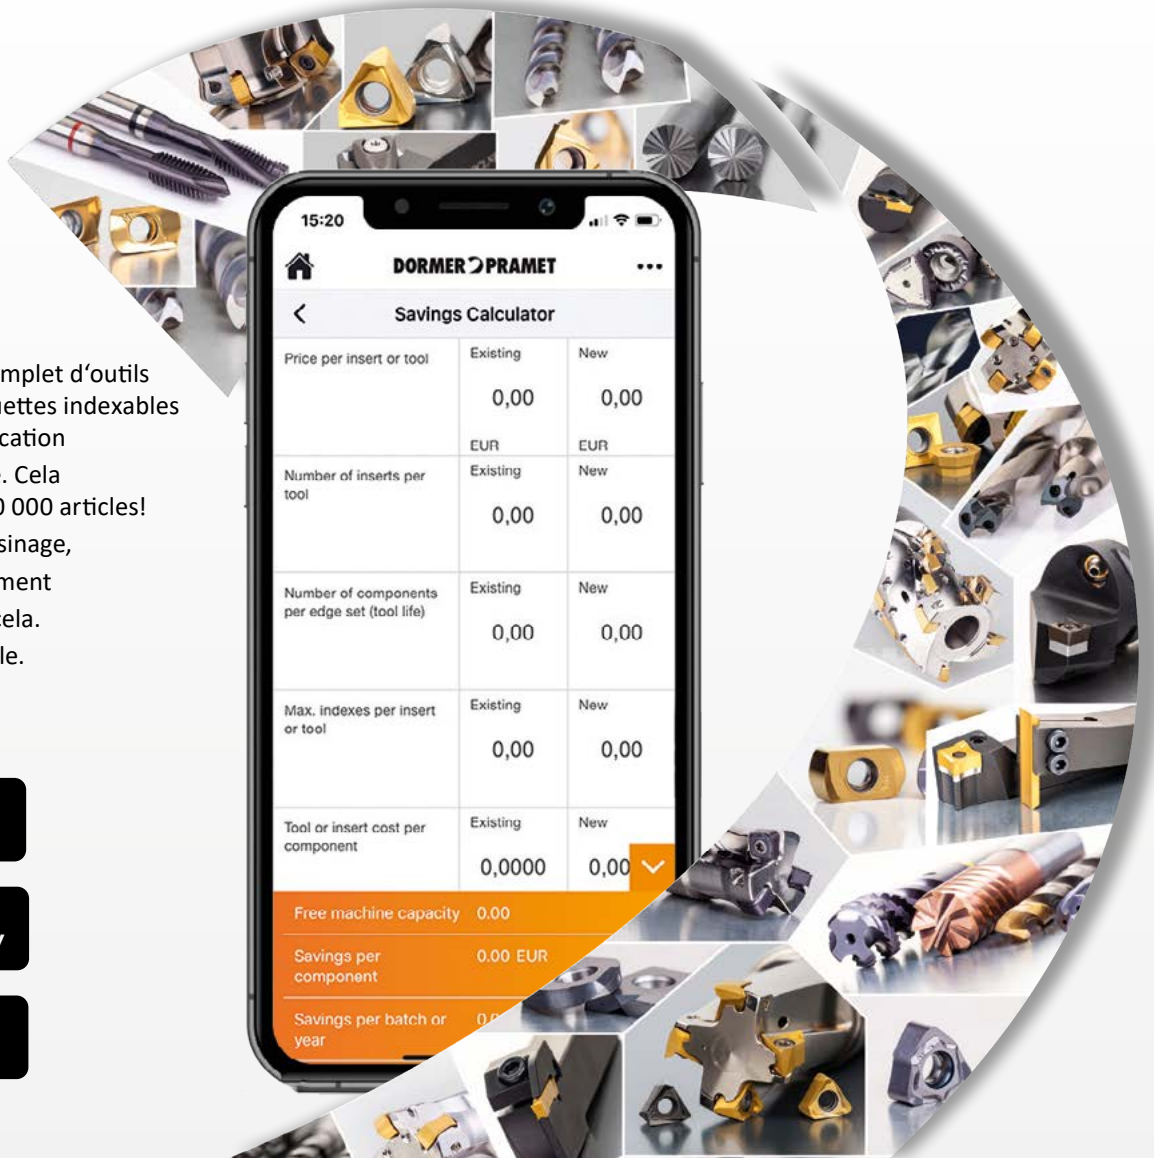 omplet d‘outils
uettes indexables
cation
. Cela
0 000 articles!
sinage,
ment
cela.
le.
15:20
DORMER PRAMET
Savings Calculator
Price per insert or tool
Existing
New
0,00
0,00
EUR
EUR
Number of inserts per
tool
Existing
New
0,00
0,00
Number of components
per edge set (tool life)
Existing
New
0,00
0,00
Max. indexes per insert
or tool
Existing
New
0,00
0,00
Tool or insert cost per
component
Existing
New
0,0000
0,00
Free machine capacity 0.00
Savings per
component
0.00 EUR
Savings per batch or
year